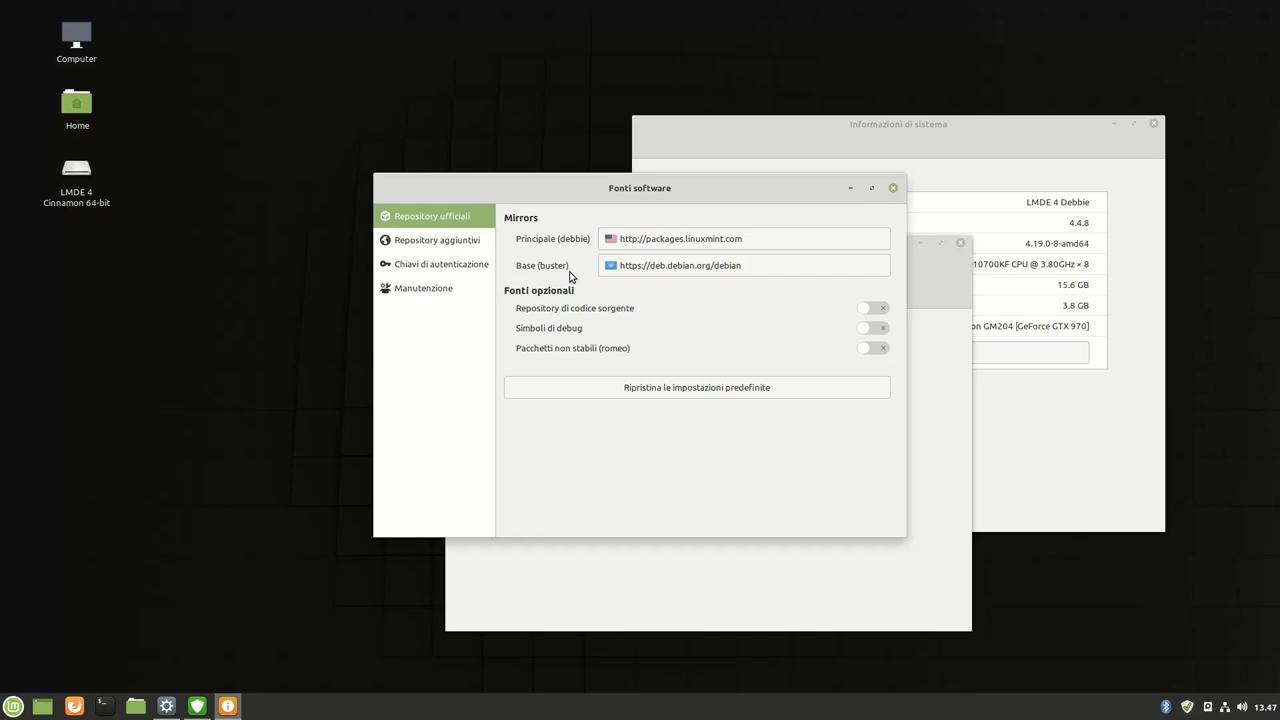 Computer
Home
LMDE 4
Cinnamon 64-bit
Informazioni di sistema
LMDE 4 Debbie
4.4.8
4.19.0-8-amd64
10700KF CPU @ 3.80GHz × 8
15.6 GB
3.8 GB
GM204 [GeForce GTX 970]
Fonti software
Repository ufficiali
Repository aggiuntivi
Chiavi di autenticazione
Manutenzione
Mirrors
Principale (debbie)
http://packages.linuxmint.com
Base (buster)
https://deb.debian.org/debian
Fonti opzionali
Repository di codice sorgente
Simboli di debug
Pacchetti non stabili (romeo)
Ripristina le impostazioni predefinite
13.47